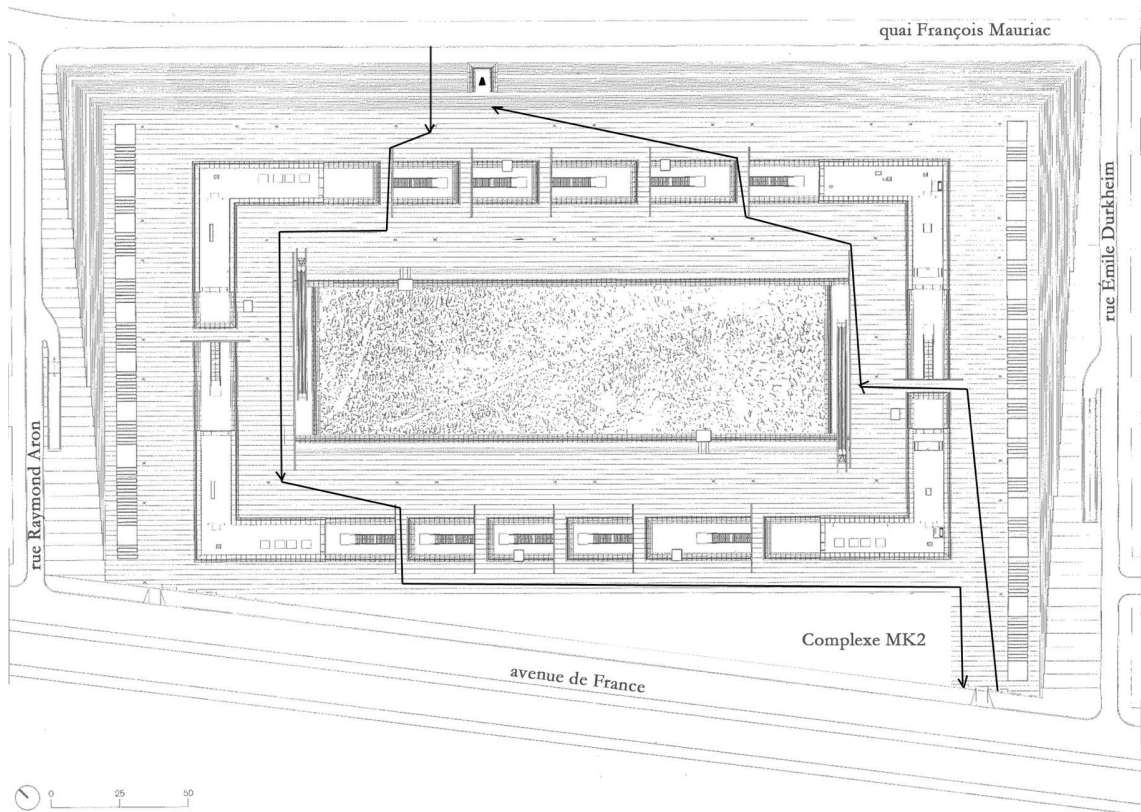 quai François Mauriac
rue Émile Durkheim
rue Raymond Aron
Complexe MK2
avenue de France
0 25 50